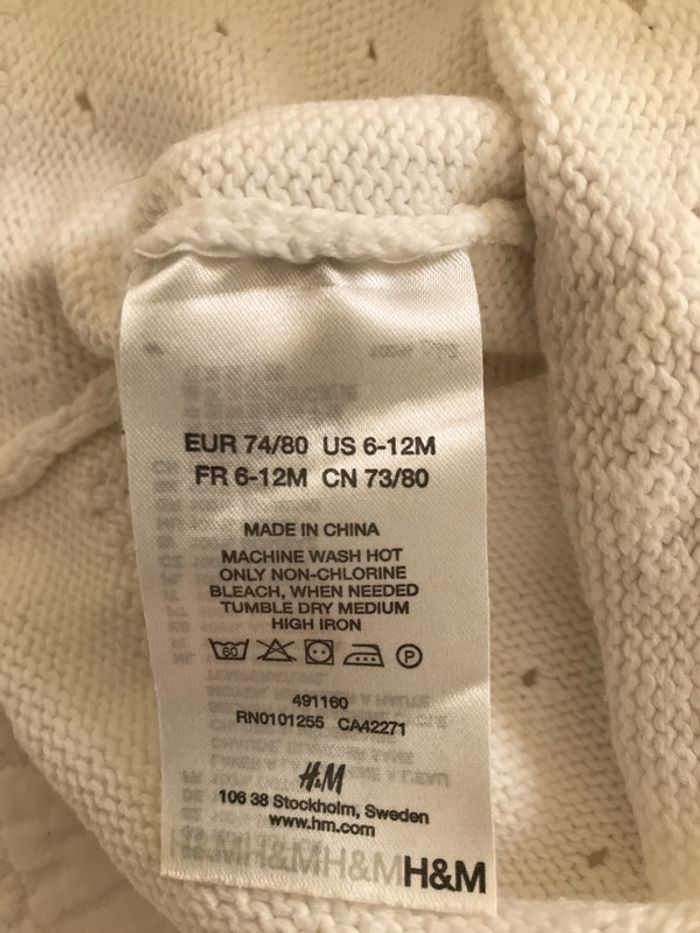 EUR 74/80 US 6-12M
FR 6-12M CN 73/80
MADE IN CHINA
MACHINE WASH HOT
ONLY NON-CHLORINE
BLEACH, WHEN NEEDED
TUMBLE DRY MEDIUM
HIGH IRON
60 P
491160
RN0101255 CA42271
H&M
106 38 Stockholm, Sweden
www.hm.com
H&MH&MH&M